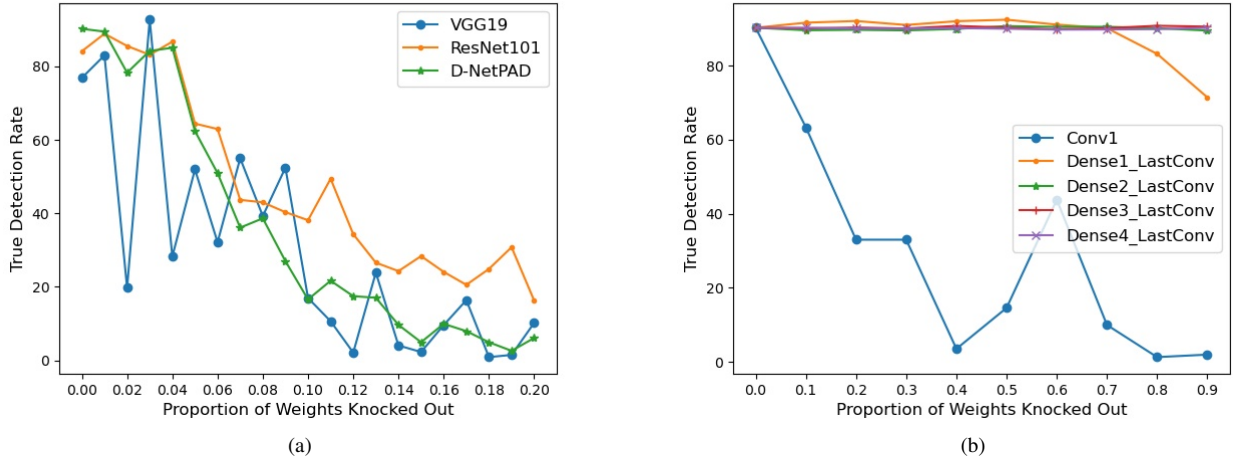 VGG19
ResNet101
D-NetPAD
True Detection Rate
80
60
40
20
0
0.00 0.02 0.04 0.06 0.08 0.10 0.12 0.14 0.16 0.18 0.20
Proportion of Weights Knocked Out
(a)
True Detection Rate
80
60
40
20
0
Conv1
Dense1_LastConv
Dense2_LastConv
Dense3_LastConv
Dense4_LastConv
0.0 0.1 0.2 0.3 0.4 0.5 0.6 0.7 0.8 0.9
Proportion of Weights Knocked Out
(b)